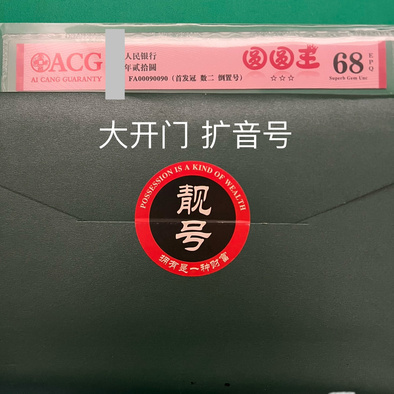 ACG
AI CANG GUARANTY
人民银行
年贰拾圆
FA00090090 (首发冠 数二 倒置号)
圆圆王
☆☆☆
68 EPQ
Superb Gem Unc
大开门 扩音号
POSSESSION IS A KIND OF WEALTH
靓号
拥有是一种财富